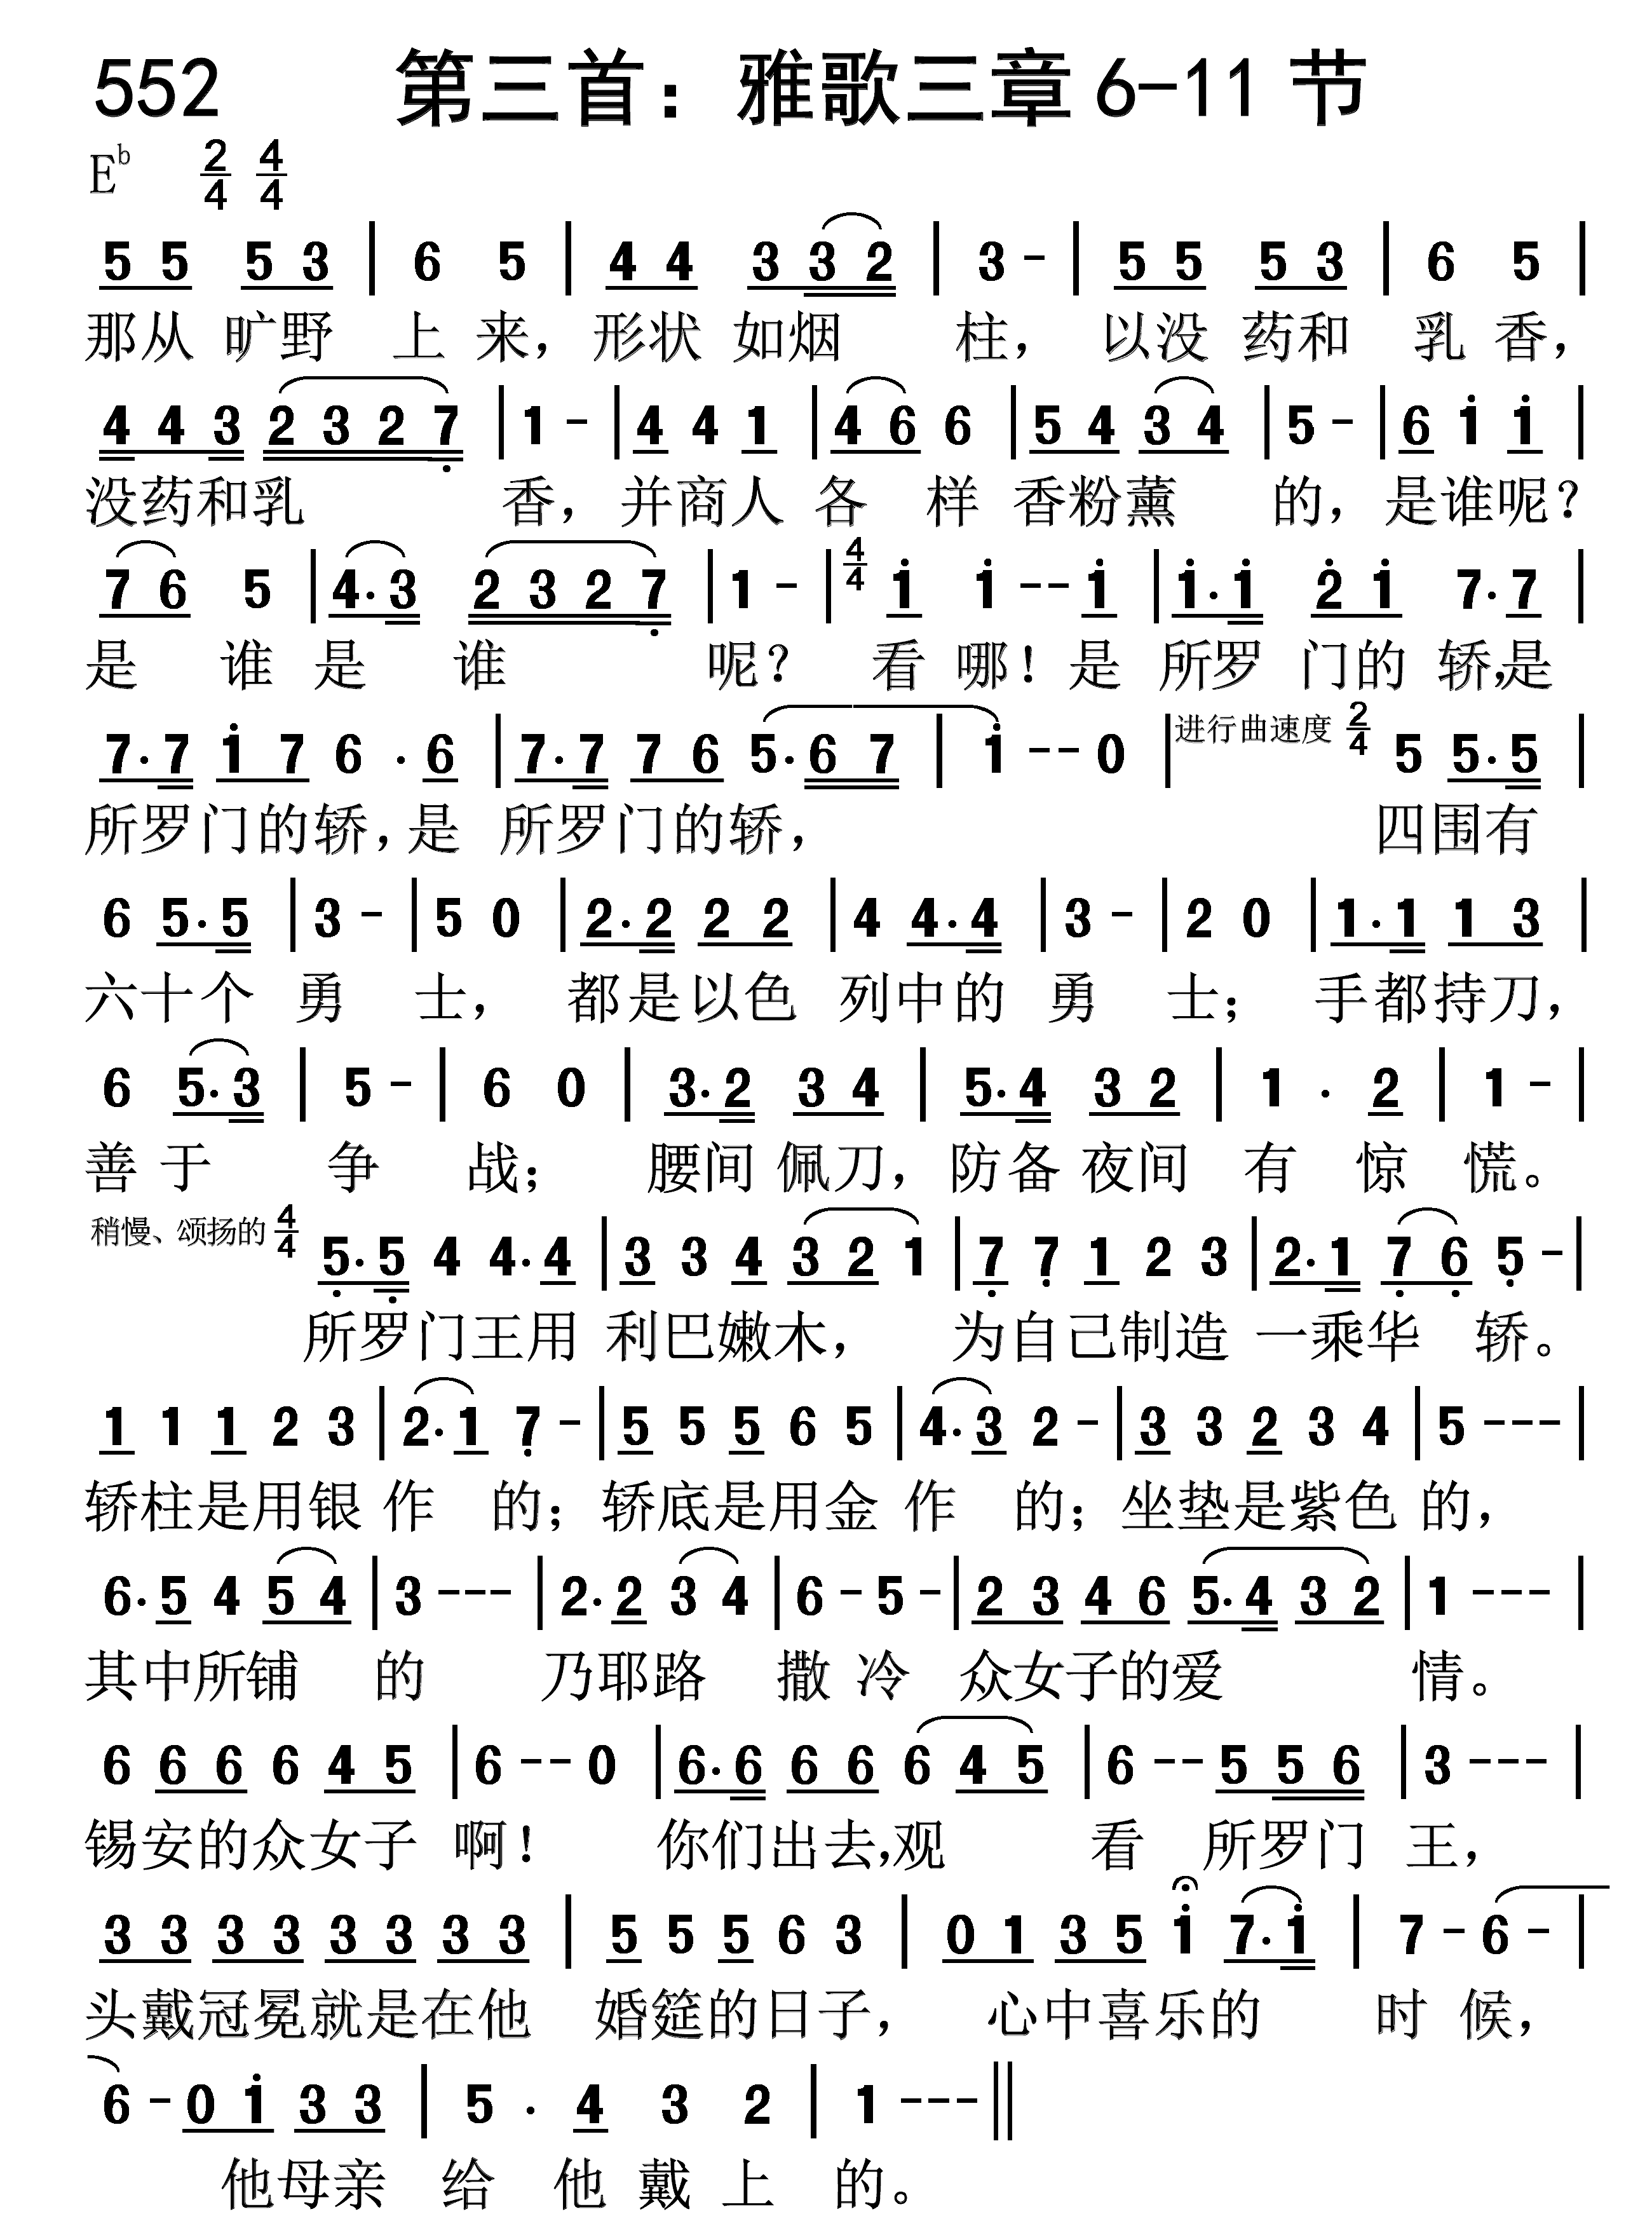 552 第三首：雅歌三章6-11节
E♭ 2/4 4/4
5 5 5 3 | 6 5 | 4 4 3 3 2 | 3 - | 5 5 5 3 | 6 5 |
那从 旷野 上 来，形状 如烟 柱，以没 药和 乳 香，
4 4 3 2 3 2 7̣ | 1 - | 4 4 1 | 4 6 6 | 5 4 3 4 | 5 - | 6 1̇ 1̇ |
没药和乳 香，并商人 各 样 香粉薰 的，是谁呢？
7 6 5 | 4·3 2 3 2 7̣ | 1 - | 4/4 1̇ 1̇ - - 1̇ | 1̇·1̇ 2̇ 1̇ 7·7 |
是 谁 是 谁 呢？ 看 哪！是 所罗 门的 轿，是
7·7 1̇ 7 6 · 6 | 7·7 7 6 5·6 7 | 1̇ - - 0 | 进行曲速度 2/4 5 5·5 |
所罗门的轿，是 所罗门的轿， 四围有
6 5·5 | 3 - | 5 0 | 2·2 2 2 | 4 4·4 | 3 - | 2 0 | 1·1 1 3 |
六十个 勇 士， 都是以色 列中的 勇 士； 手都持刀，
6 5·3 | 5 - | 6 0 | 3·2 3 4 | 5·4 3 2 | 1 · 2 | 1 - |
善 于 争 战； 腰间 佩刀，防备 夜间 有 惊 慌。
稍慢、颂扬的 4/4 5̣·5̣ 4 4·4 | 3 3 4 3 2 1 | 7̣ 7̣ 1 2 3 | 2·1 7̣ 6̣ 5̣ - |
所罗门王用 利巴嫩木， 为自己制造 一乘华 轿。
1 1 1 2 3 | 2·1 7̣ - | 5 5 5 6 5 | 4·3 2 - | 3 3 2 3 4 | 5 - - - |
轿柱是用银 作 的；轿底是用金 作 的；坐垫是紫色 的，
6·5 4 5 4 | 3 - - - | 2·2 3 4 | 6 - 5 - | 2 3 4 6 5·4 3 2 | 1 - - - |
其中所铺 的 乃耶路 撒 冷 众女子的爱 情。
6 6 6 6 4 5 | 6 - - 0 | 6·6 6 6 6 4 5 | 6 - - 5 5 6 | 3 - - - |
锡安的众女子 啊！ 你们出去，观 看 所罗门 王，
3 3 3 3 3 3 3 3 | 5 5 5 6 3 | 0 1 3 5 1̇ 7·1̇ | 7 - 6 - |
头戴冠冕就是在他 婚筵的日子， 心中喜乐的 时 候，
6 - 0 1̇ 3 3 | 5 · 4 3 2 | 1 - - - ‖
他母亲 给 他 戴 上 的。